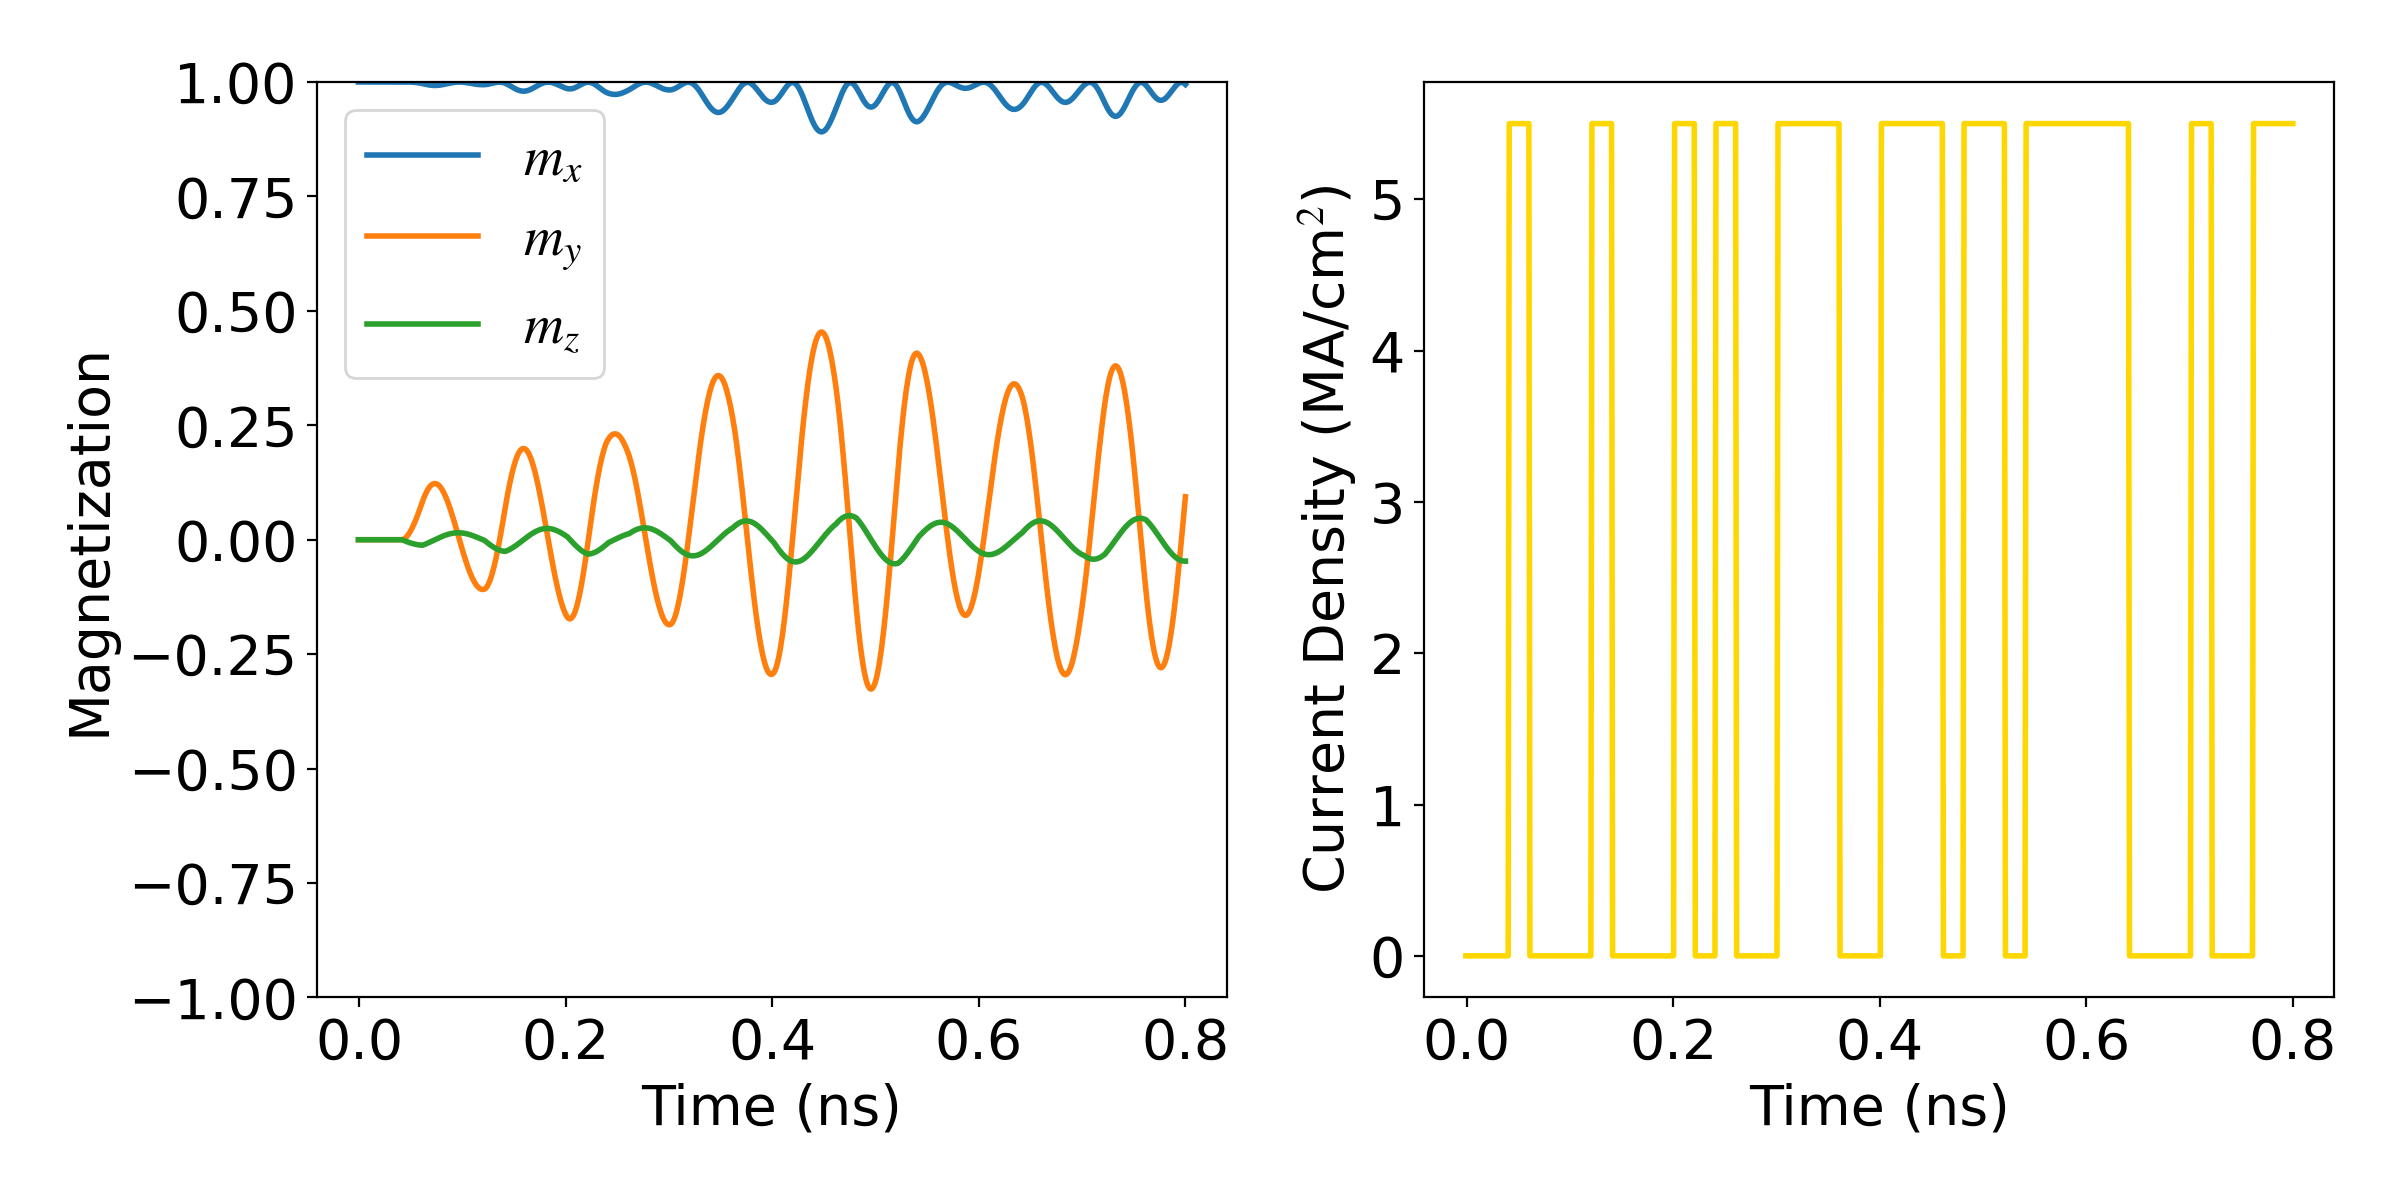 1.00
0.75
0.50
0.25
0.00
−0.25
−0.50
−0.75
−1.00
Magnetization
m_x
m_y
m_z
0.0 0.2 0.4 0.6 0.8
Time (ns)
5
4
3
2
1
0
Current Density (MA/cm²)
0.0 0.2 0.4 0.6 0.8
Time (ns)